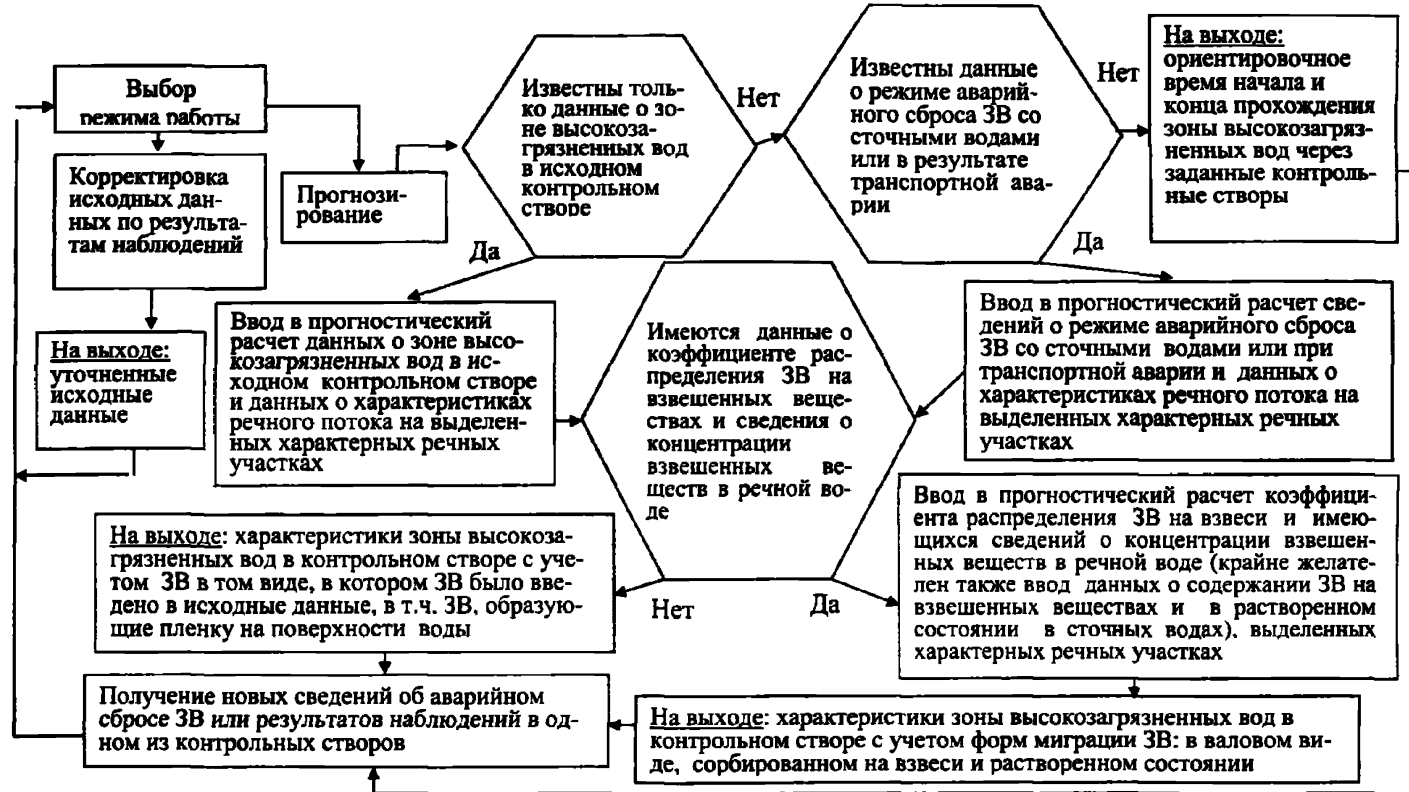 Выбор
режима работы
Корректировка
исходных дан-
ных по результа-
там наблюдений
На выходе:
уточненные
исходные
данные
Прогнози-
рование
Известны толь-
ко данные о зо-
не высокоза-
грязненных вод
в исходном
контрольном
створе
Нет
Да
Известны данные
о режиме аварий-
ного сброса ЗВ со
сточными водами
или в результате
транспортной ава-
рии
Нет
Да
На выходе:
ориентировочное
время начала и
конца прохождения
зоны высокозагряз-
ненных вод через
заданные контроль-
ные створы
Ввод в прогностический
расчет данных о зоне высо-
козагрязненных вод в ис-
ходном контрольном створе
и данных о характеристиках
речного потока на выделен-
ных характерных речных
участках
Имеются данные о
коэффициенте рас-
пределения ЗВ на
взвешенных веще-
ствах и сведения о
концентрации
взвешенных ве-
ществ в речной во-
де
Ввод в прогностический расчет све-
дений о режиме аварийного сброса
ЗВ со сточными водами или при
транспортной аварии и данных о
характеристиках речного потока на
выделенных характерных речных
участках
Нет
Да
На выходе: характеристики зоны высокоза-
грязненных вод в контрольном створе с уче-
том ЗВ в том виде, в котором ЗВ было вве-
дено в исходные данные, в т.ч. ЗВ, образую-
щие пленку на поверхности воды
Ввод в прогностический расчет коэффици-
ента распределения ЗВ на взвеси и имею-
щихся сведений о концентрации взвешен-
ных веществ в речной воде (крайне желате-
лен также ввод данных о содержании ЗВ на
взвешенных веществах и в растворенном
состоянии в сточных водах), выделенных
характерных речных участках
Получение новых сведений об аварийном
сбросе ЗВ или результатов наблюдений в од-
ном из контрольных створов
На выходе: характеристики зоны высокозагрязненных вод в
контрольном створе с учетом форм миграции ЗВ: в валовом ви-
де, сорбированном на взвеси и растворенном состоянии